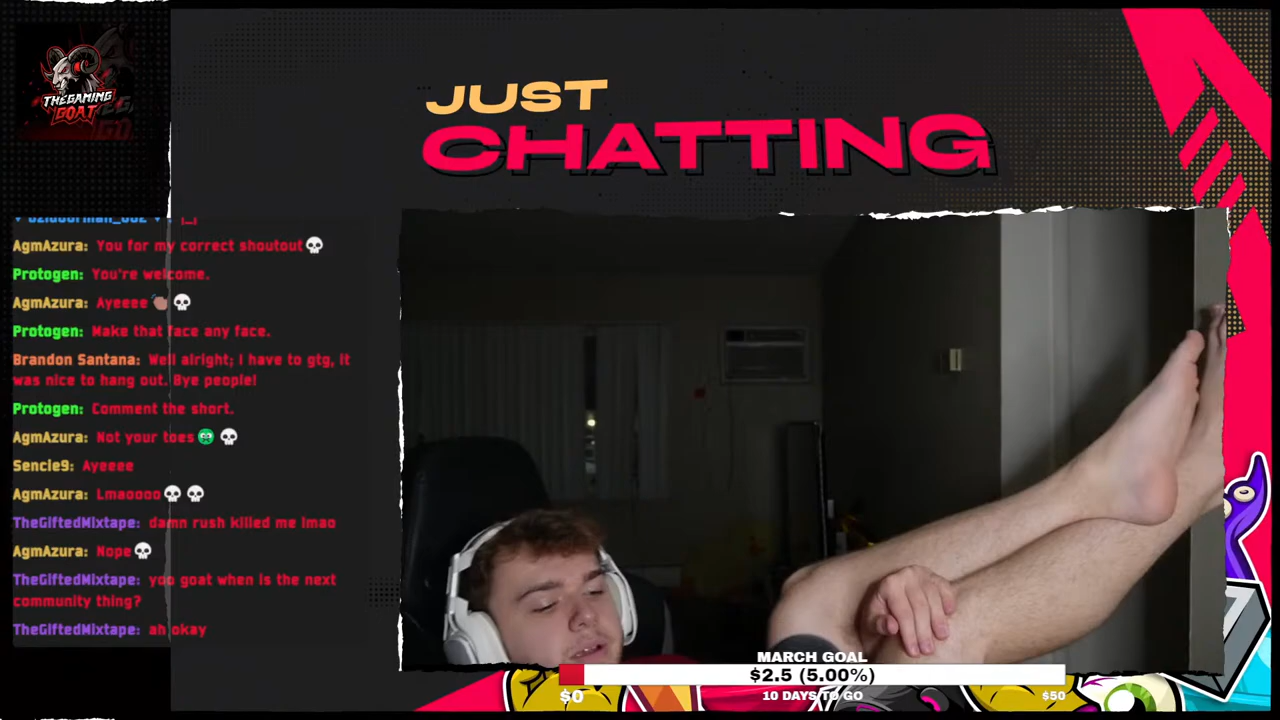 THEGAMING
GOAT
JUST
CHATTING
AgmAzura: You for my correct shoutout💀
Protogen: You're welcome.
AgmAzura: Ayeeee👏🏽💀
Protogen: Make that face any face.
Brandon Santana: Well alright; I have to gtg, it
was nice to hang out. Bye people!
Protogen: Comment the short.
AgmAzura: Not your toes🤢💀
Sencie9: Ayeeee
AgmAzura: Lmaoooo💀💀
TheGiftedMixtape: damn rush killed me lmao
AgmAzura: Nope💀
TheGiftedMixtape: yoo goat when is the next
community thing?
TheGiftedMixtape: ah okay
MARCH GOAL
$2.5 (5.00%)
$0 10 DAYS TO GO $50